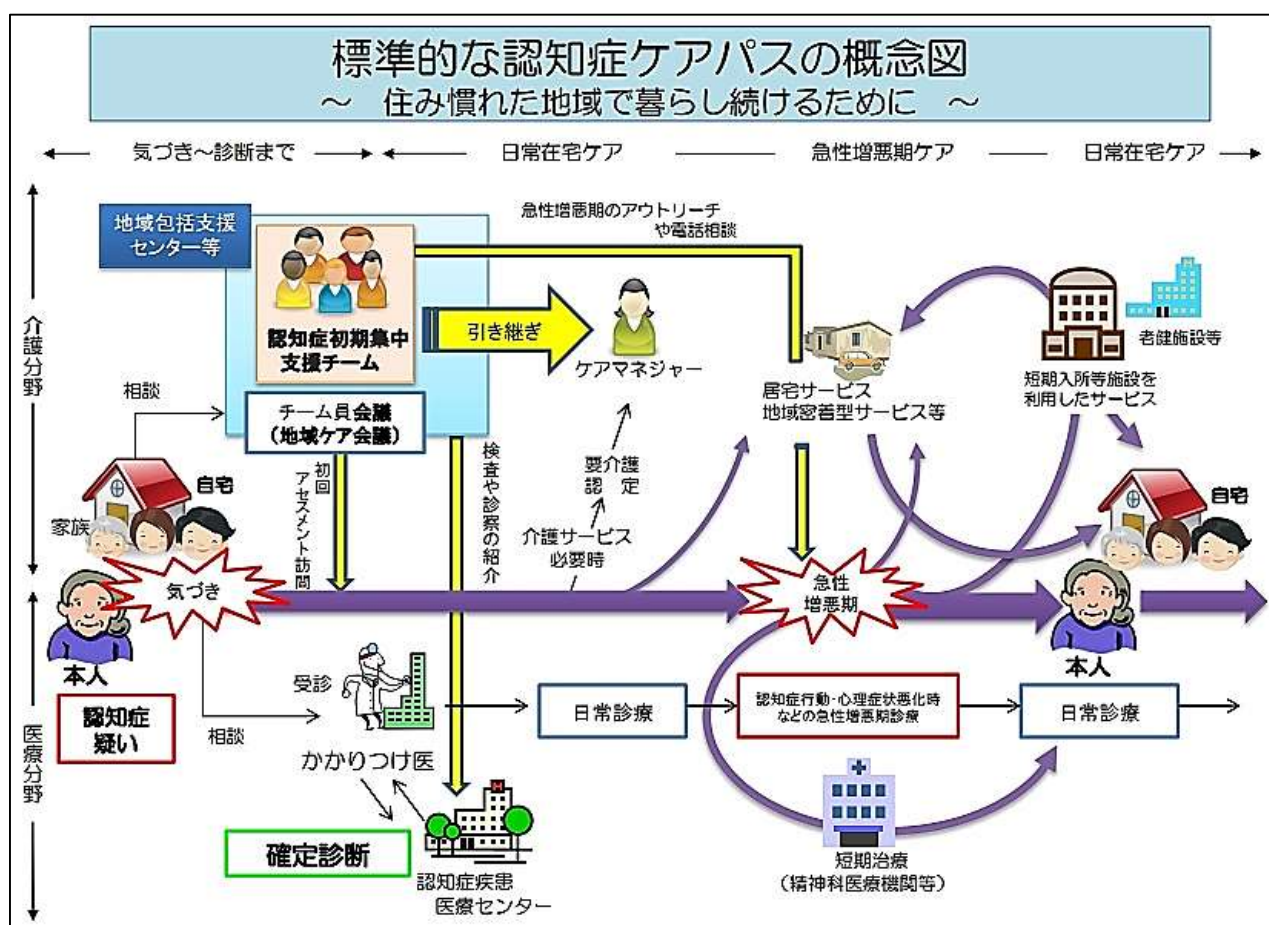 標準的な認知症ケアパスの概念図
～ 住み慣れた地域で暮らし続けるために ～
気づき～診断まで
日常在宅ケア
急性増悪期ケア
日常在宅ケア
介護分野
医療分野
地域包括支援
センター等
認知症初期集中
支援チーム
チーム員会議
（地域ケア会議）
急性増悪期のアウトリーチ
や電話相談
引き継ぎ
ケアマネジャー
居宅サービス
地域密着型サービス等
老健施設等
短期入所等施設を
利用したサービス
相談
自宅
家族
気づき
本人
認知症
疑い
初回
アセスメント訪問
検査や診察の紹介
要介護
認定
介護サービス
必要時
急性
増悪期
自宅
本人
受診
相談
かかりつけ医
確定診断
H
認知症疾患
医療センター
日常診療
認知症行動・心理症状悪化時
などの急性増悪期診療
日常診療
短期治療
（精神科医療機関等）